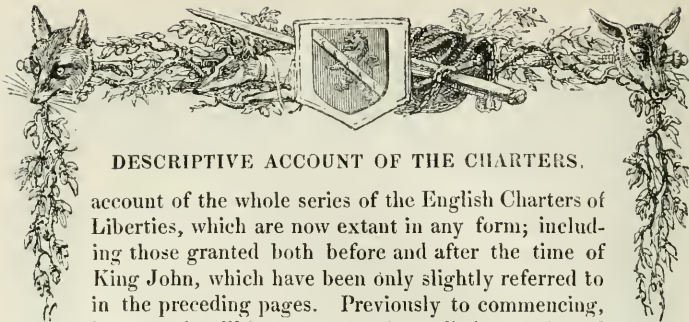 DESCRIPTIVE ACCOUNT OF THE CHARTERS.
account of the whole series of the English Charters of
Liberties, which are now extant in any form; includ-
ing those granted both before and after the time of
King John, which have been only slightly referred to
in the preceding pages. Previously to commencing,